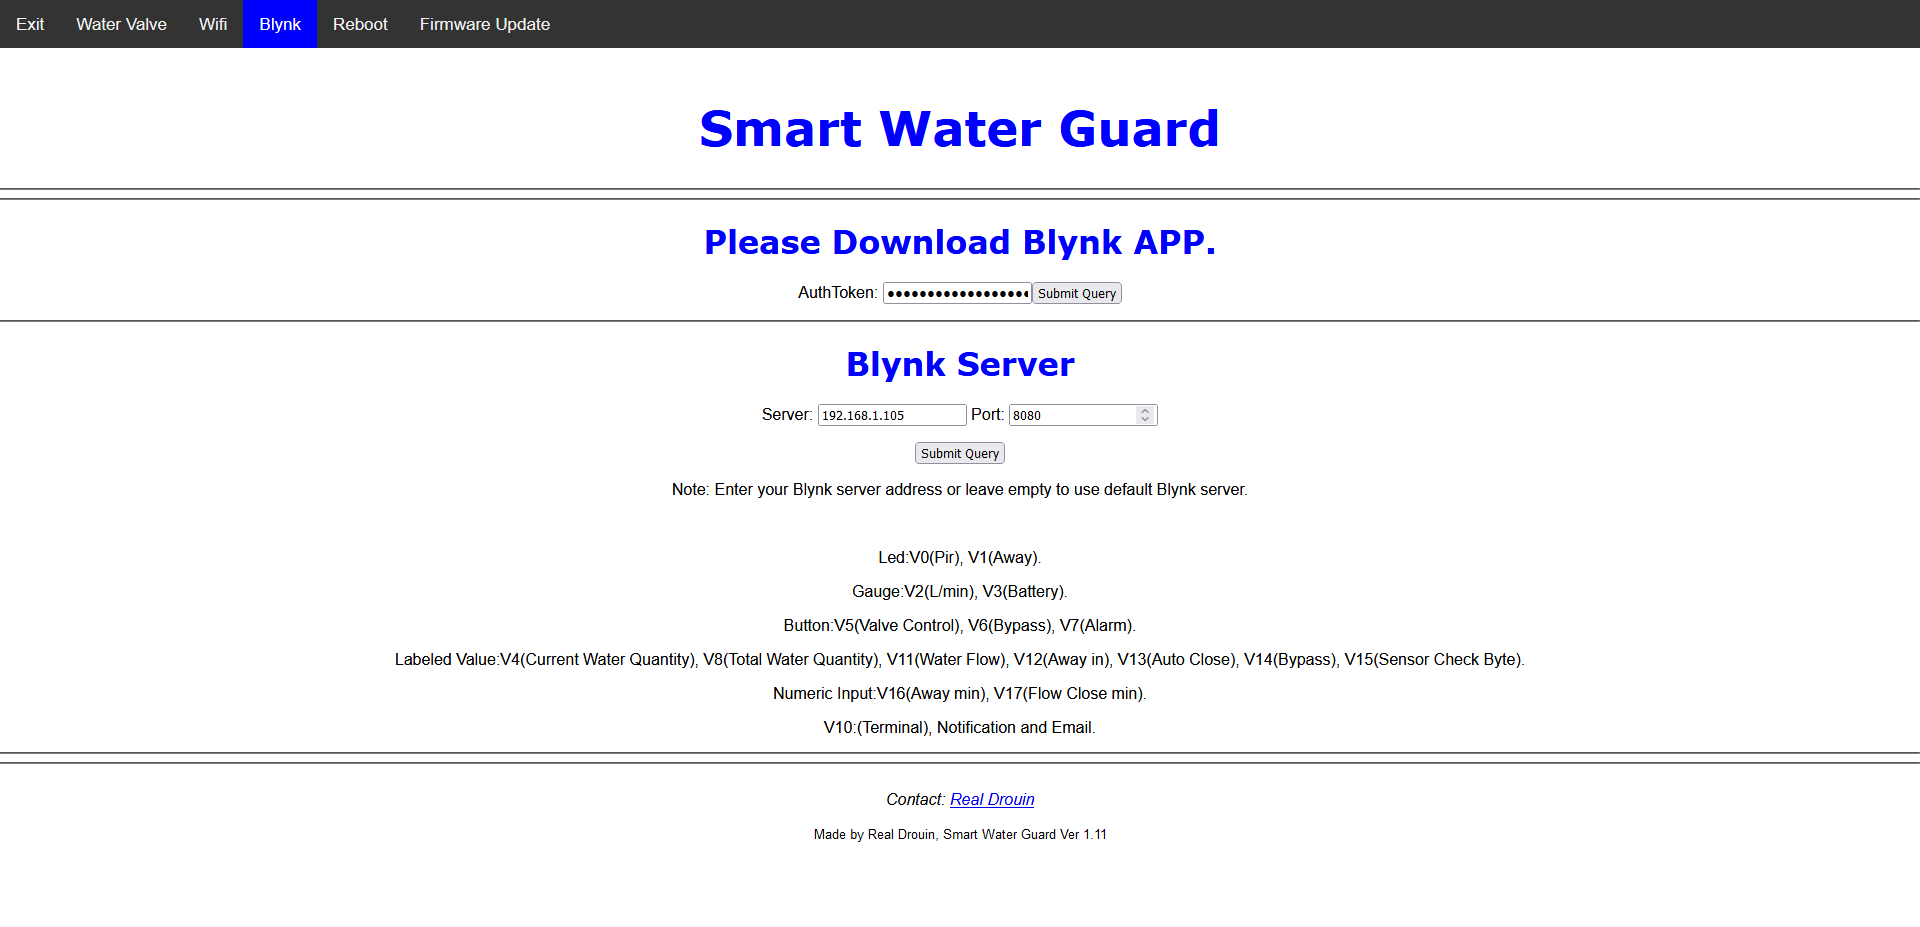 Exit Water Valve Wifi Blynk Reboot Firmware Update
Smart Water Guard
Please Download Blynk APP.
AuthToken: ●●●●●●●●●●●●●●●●●● Submit Query
Blynk Server
Server: 192.168.1.105 Port: 8080
Submit Query
Note: Enter your Blynk server address or leave empty to use default Blynk server.
Led:V0(Pir), V1(Away).
Gauge:V2(L/min), V3(Battery).
Button:V5(Valve Control), V6(Bypass), V7(Alarm).
Labeled Value:V4(Current Water Quantity), V8(Total Water Quantity), V11(Water Flow), V12(Away in), V13(Auto Close), V14(Bypass), V15(Sensor Check Byte).
Numeric Input:V16(Away min), V17(Flow Close min).
V10:(Terminal), Notification and Email.
Contact: Real Drouin
Made by Real Drouin, Smart Water Guard Ver 1.11